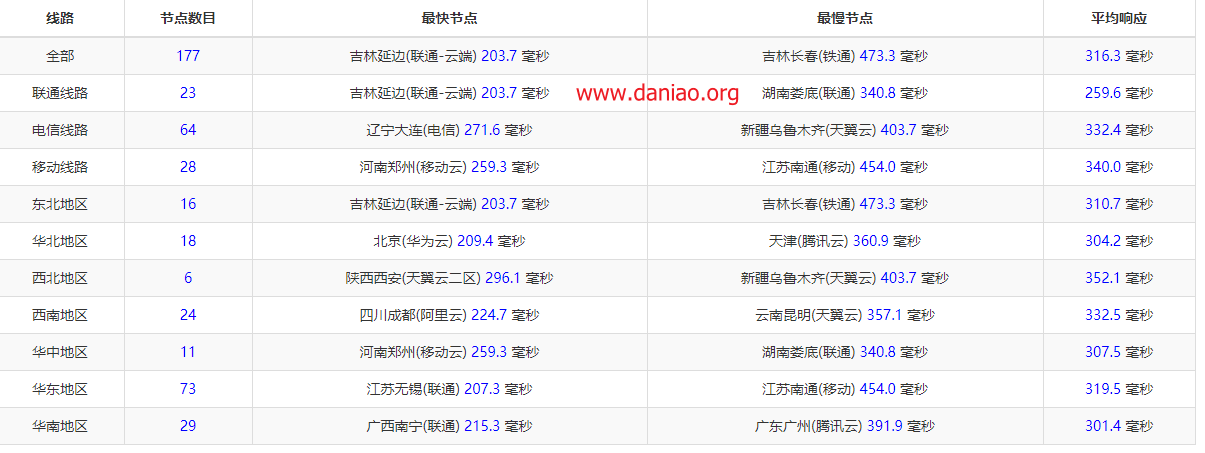 线路 节点数目 最快节点 最慢节点 平均响应
全部 177 吉林延边(联通-云端) 203.7 毫秒 吉林长春(铁通) 473.3 毫秒 316.3 毫秒
联通线路 23 吉林延边(联通-云端) 203.7 毫秒 www.daniao.org 湖南娄底(联通) 340.8 毫秒 259.6 毫秒
电信线路 64 辽宁大连(电信) 271.6 毫秒 新疆乌鲁木齐(天翼云) 403.7 毫秒 332.4 毫秒
移动线路 28 河南郑州(移动云) 259.3 毫秒 江苏南通(移动) 454.0 毫秒 340.0 毫秒
东北地区 16 吉林延边(联通-云端) 203.7 毫秒 吉林长春(铁通) 473.3 毫秒 310.7 毫秒
华北地区 18 北京(华为云) 209.4 毫秒 天津(腾讯云) 360.9 毫秒 304.2 毫秒
西北地区 6 陕西西安(天翼云二区) 296.1 毫秒 新疆乌鲁木齐(天翼云) 403.7 毫秒 352.1 毫秒
西南地区 24 四川成都(阿里云) 224.7 毫秒 云南昆明(天翼云) 357.1 毫秒 332.5 毫秒
华中地区 11 河南郑州(移动云) 259.3 毫秒 湖南娄底(联通) 340.8 毫秒 307.5 毫秒
华东地区 73 江苏无锡(联通) 207.3 毫秒 江苏南通(移动) 454.0 毫秒 319.5 毫秒
华南地区 29 广西南宁(联通) 215.3 毫秒 广东广州(腾讯云) 391.9 毫秒 301.4 毫秒